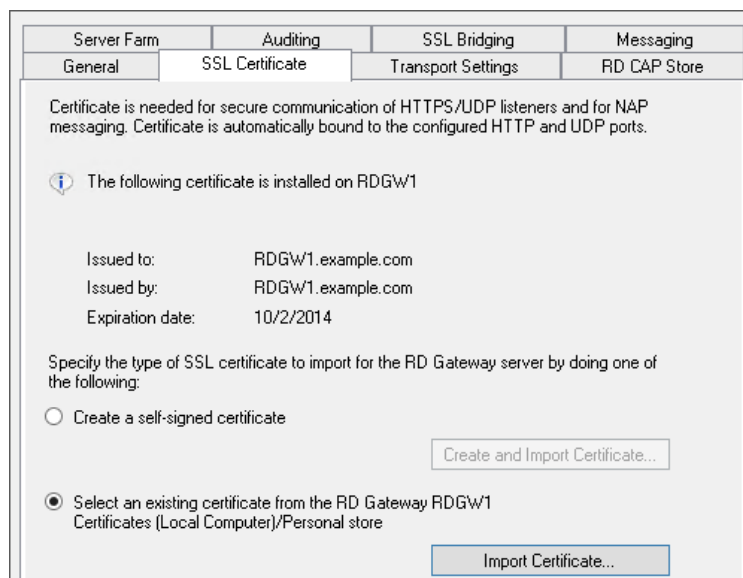 Server Farm Auditing SSL Bridging Messaging
General SSL Certificate Transport Settings RD CAP Store
Certificate is needed for secure communication of HTTPS/UDP listeners and for NAP
messaging. Certificate is automatically bound to the configured HTTP and UDP ports.
The following certificate is installed on RDGW1
Issued to: RDGW1.example.com
Issued by: RDGW1.example.com
Expiration date: 10/2/2014
Specify the type of SSL certificate to import for the RD Gateway server by doing one of
the following:
Create a self-signed certificate
Create and Import Certificate...
Select an existing certificate from the RD Gateway RDGW1
Certificates (Local Computer)/Personal store
Import Certificate...